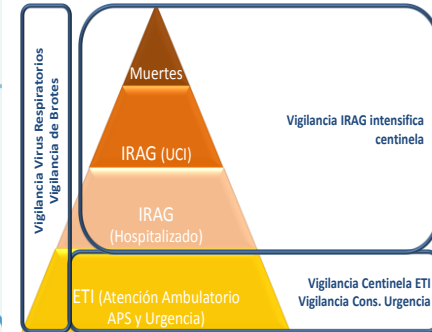 Vigilancia Virus Respiratorios
Vigilancia de Brotes
Muertes
IRAG (UCI)
IRAG
(Hospitalizado)
ETI (Atención Ambulatorio
APS y Urgencia)
Vigilancia IRAG intensifica
centinela
Vigilancia Centinela ETI
Vigilancia Cons. Urgencia